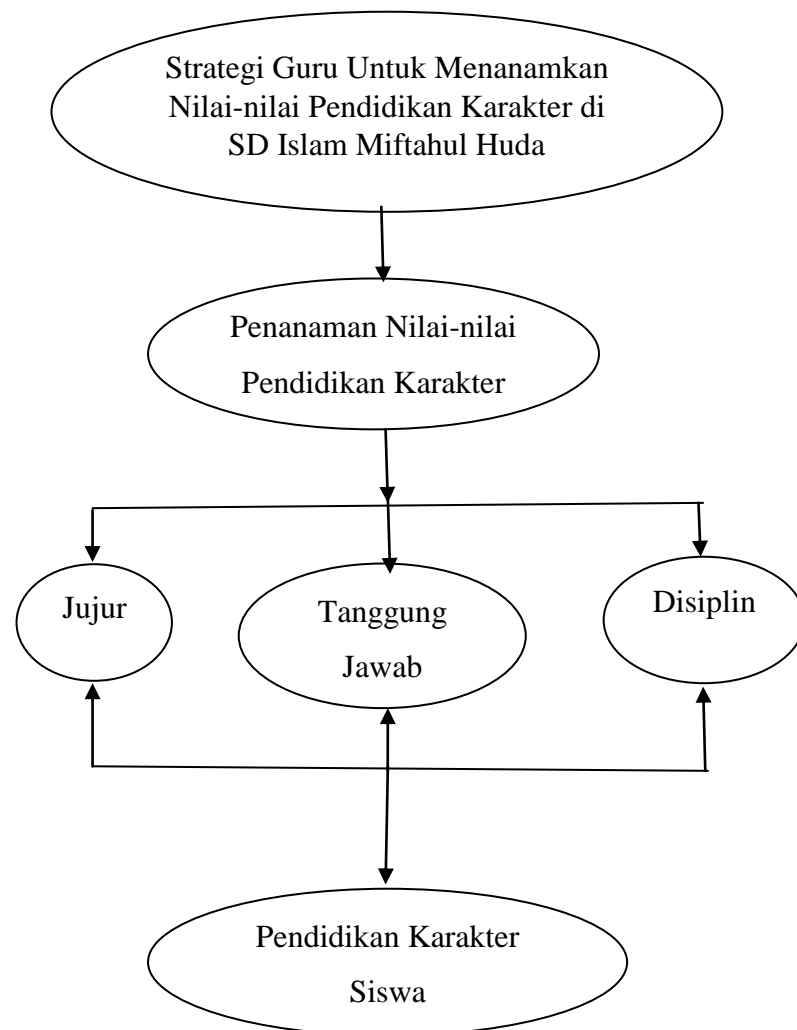 Strategi Guru Untuk Menanamkan
Nilai-nilai Pendidikan Karakter di
SD Islam Miftahul Huda
Penanaman Nilai-nilai
Pendidikan Karakter
Jujur
Tanggung
Jawab
Disiplin
Pendidikan Karakter
Siswa